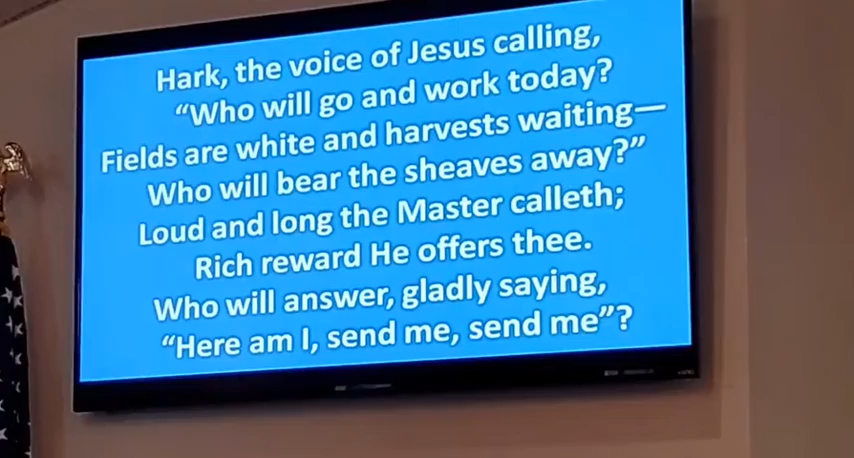 Hark, the voice of Jesus calling,
“Who will go and work today?
Fields are white and harvests waiting—
Who will bear the sheaves away?”
Loud and long the Master calleth;
Rich reward He offers thee.
Who will answer, gladly saying,
“Here am I, send me, send me”?